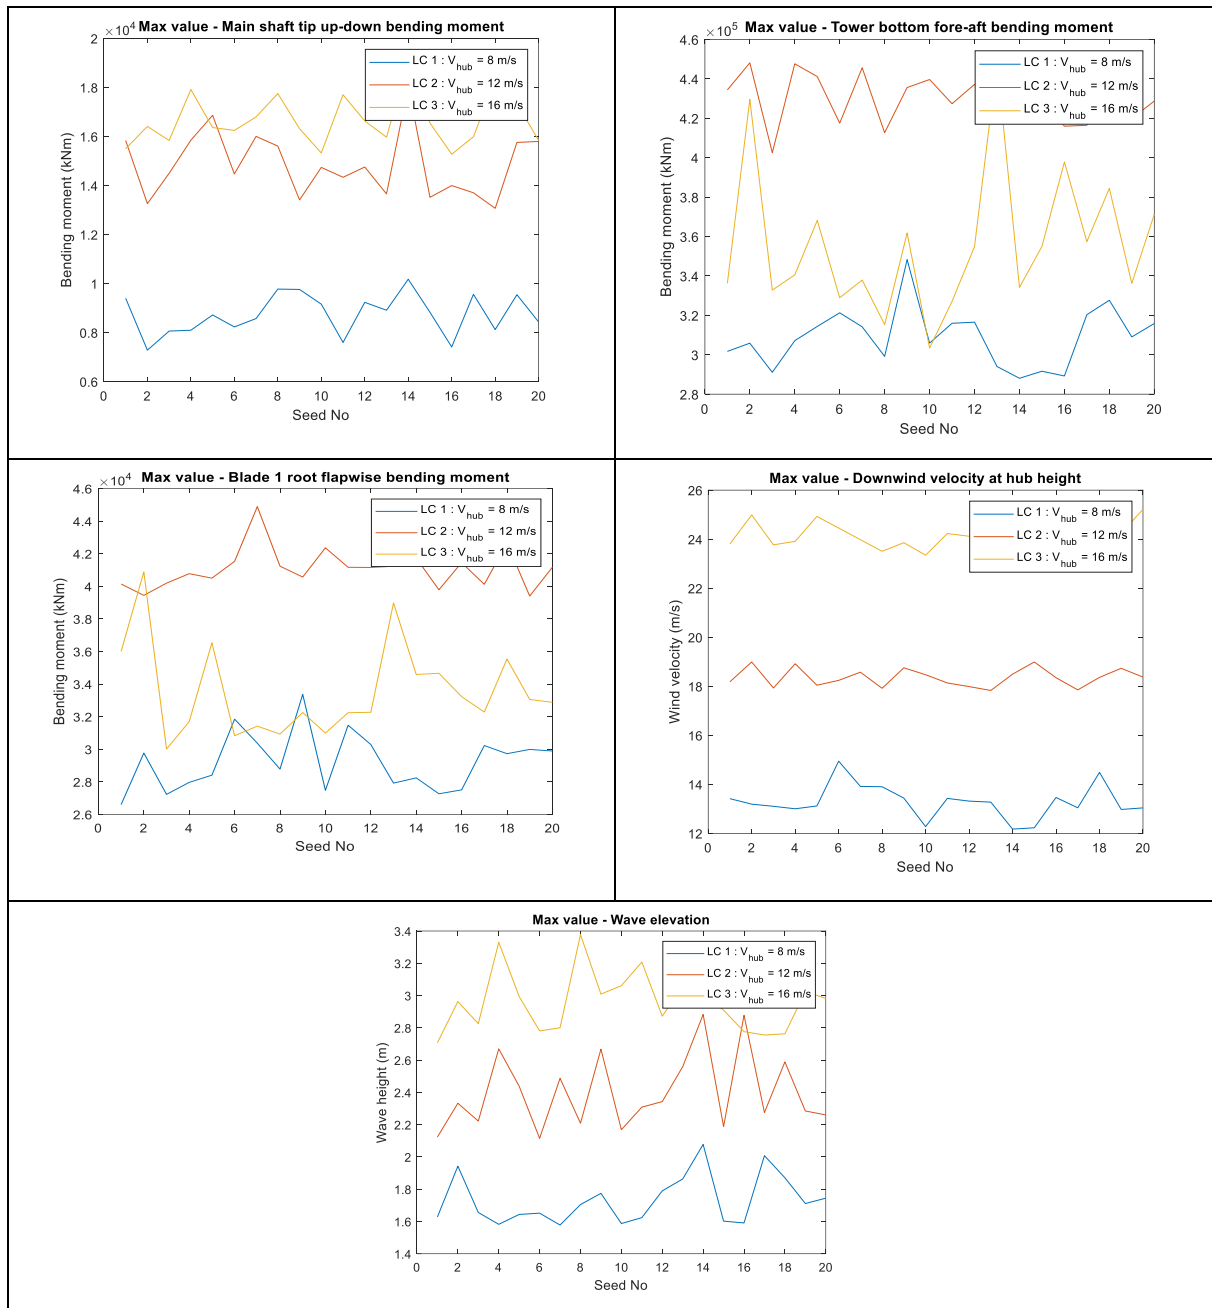 Max value - Main shaft tip up-down bending moment
×10⁴
2
1.8
1.6
1.4
1.2
1
0.8
0.6
Bending moment (kNm)
LC 1 : V_hub = 8 m/s
LC 2 : V_hub = 12 m/s
LC 3 : V_hub = 16 m/s
0 2 4 6 8 10 12 14 16 18 20
Seed No
Max value - Tower bottom fore-aft bending moment
×10⁵
4.6
4.4
4.2
4
3.8
3.6
3.4
3.2
3
2.8
Bending moment (kNm)
LC 1 : V_hub = 8 m/s
LC 2 : V_hub = 12 m/s
LC 3 : V_hub = 16 m/s
0 2 4 6 8 10 12 14 16 18 20
Seed No
Max value - Blade 1 root flapwise bending moment
×10⁴
4.6
4.4
4.2
4
3.8
3.6
3.4
3.2
3
2.8
2.6
Bending moment (kNm)
LC 1 : V_hub = 8 m/s
LC 2 : V_hub = 12 m/s
LC 3 : V_hub = 16 m/s
0 2 4 6 8 10 12 14 16 18 20
Seed No
Max value - Downwind velocity at hub height
26
24
22
20
18
16
14
12
Wind velocity (m/s)
LC 1 : V_hub = 8 m/s
LC 2 : V_hub = 12 m/s
LC 3 : V_hub = 16 m/s
0 2 4 6 8 10 12 14 16 18 20
Seed No
Max value - Wave elevation
3.4
3.2
3
2.8
2.6
2.4
2.2
2
1.8
1.6
1.4
Wave height (m)
LC 1 : V_hub = 8 m/s
LC 2 : V_hub = 12 m/s
LC 3 : V_hub = 16 m/s
0 2 4 6 8 10 12 14 16 18 20
Seed No